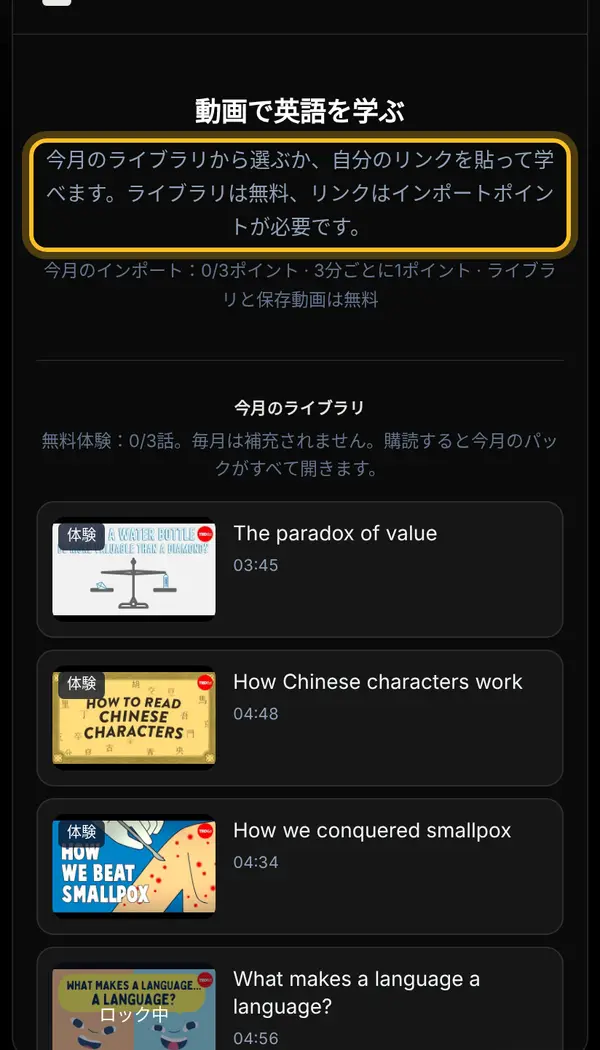 動画で英語を学ぶ
今月のライブラリから選ぶか、自分のリンクを貼って学
べます。ライブラリは無料、リンクはインポートポイン
トが必要です。
今月のインポート：0/3ポイント · 3分ごとに1ポイント · ライブラ
リと保存動画は無料
今月のライブラリ
無料体験：0/3話。毎月は補充されません。購読すると今月のパッ
クがすべて開きます。
体験
A WATER BOTTLE
VALUABLE THAN A DIAMOND?
The paradox of value
03:45
体験
HOW TO READ
CHINESE
CHARACTERS
How Chinese characters work
04:48
体験
HOW
WE BEAT
SMALLPOX
How we conquered smallpox
04:34
WHAT MAKES A LANGUAGE...
A LANGUAGE?
ロック中
What makes a language a
language?
04:56